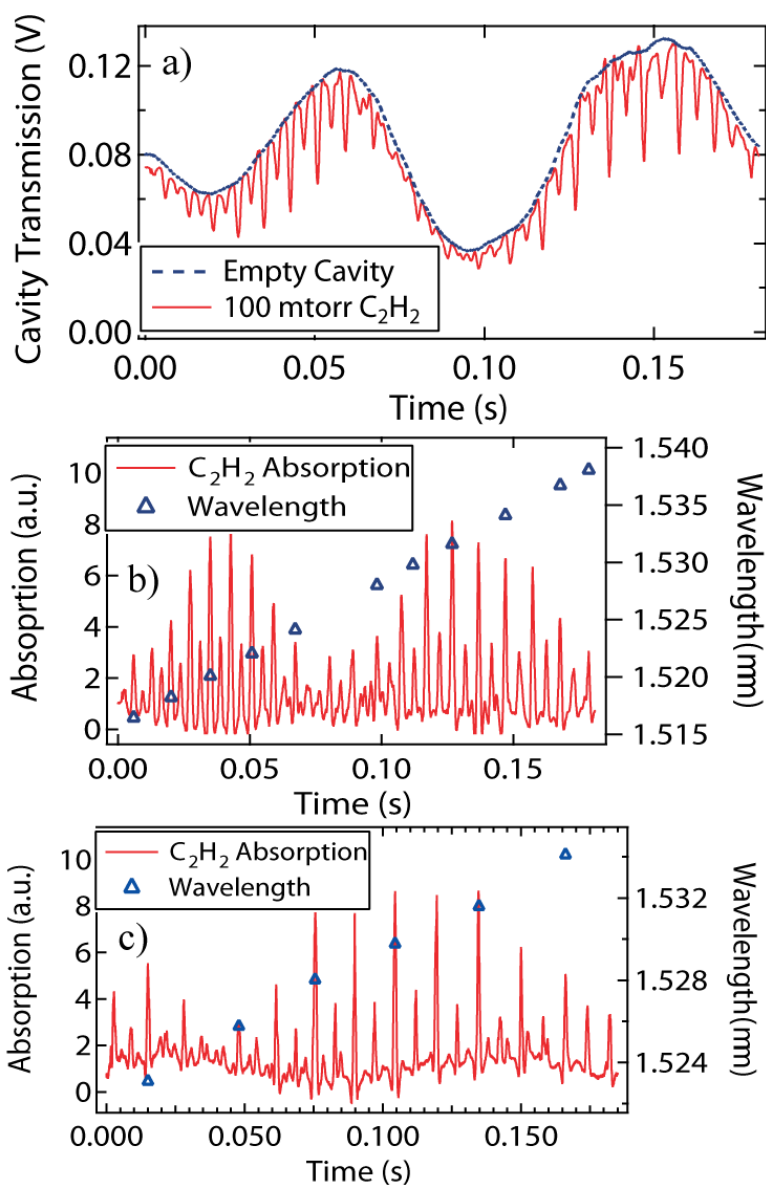 a)
0.12
0.08
0.04
0.00
Cavity Transmission (V)
Empty Cavity
100 mtorr C₂H₂
0.00 0.05 0.10 0.15
Time (s)
b)
C₂H₂ Absorption
Wavelength
10
8
6
4
2
0
Absoprtion (a.u.)
1.540
1.535
1.530
1.525
1.520
1.515
Wavelength(mm)
0.00 0.05 0.10 0.15
Time (s)
c)
C₂H₂ Absorption
Wavelength
10
8
6
4
2
0
Absorption (a.u.)
1.532
1.528
1.524
Wavelength(mm)
0.000 0.050 0.100 0.150
Time (s)